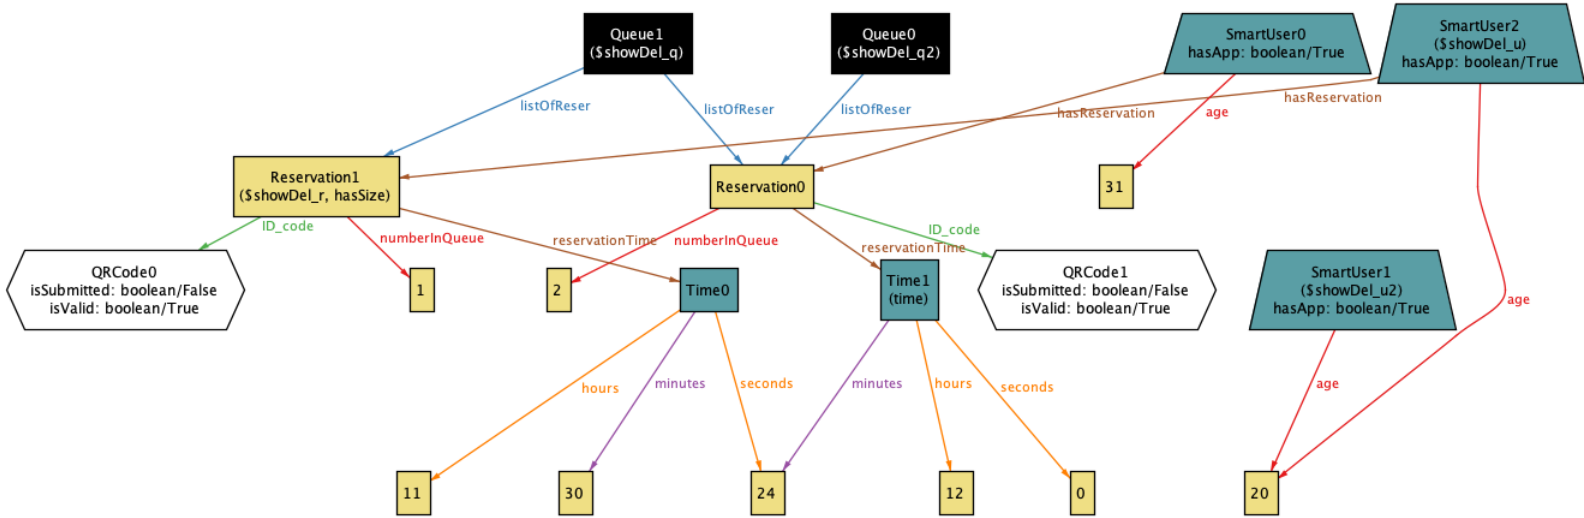 Queue1
($showDel_q)
Queue0
($showDel_q2)
SmartUser0
hasApp: boolean/True
SmartUser2
($showDel_u)
hasApp: boolean/True
listOfReser
listOfReser
listOfReser
hasReservation
age
hasReservation
Reservation1
($showDel_r, hasSize)
Reservation0
31
ID_code
numberInQueue
reservationTime
numberInQueue
reservationTime
ID_code
QRCode0
isSubmitted: boolean/False
isValid: boolean/True
1
2
Time0
Time1
(time)
QRCode1
isSubmitted: boolean/False
isValid: boolean/True
SmartUser1
($showDel_u2)
hasApp: boolean/True
age
hours
minutes
seconds
minutes
hours
seconds
age
11
30
24
12
0
20